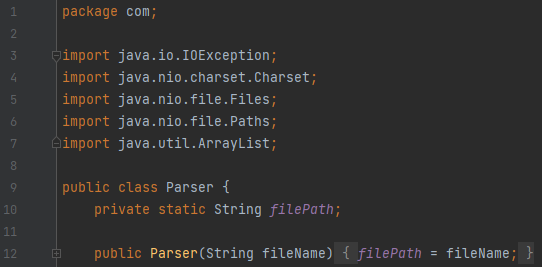 1 package com;
2
3 import java.io.IOException;
4 import java.nio.charset.Charset;
5 import java.nio.file.Files;
6 import java.nio.file.Paths;
7 import java.util.ArrayList;
8
9 public class Parser {
10 private static String filePath;
11
12 public Parser(String fileName) { filePath = fileName; }